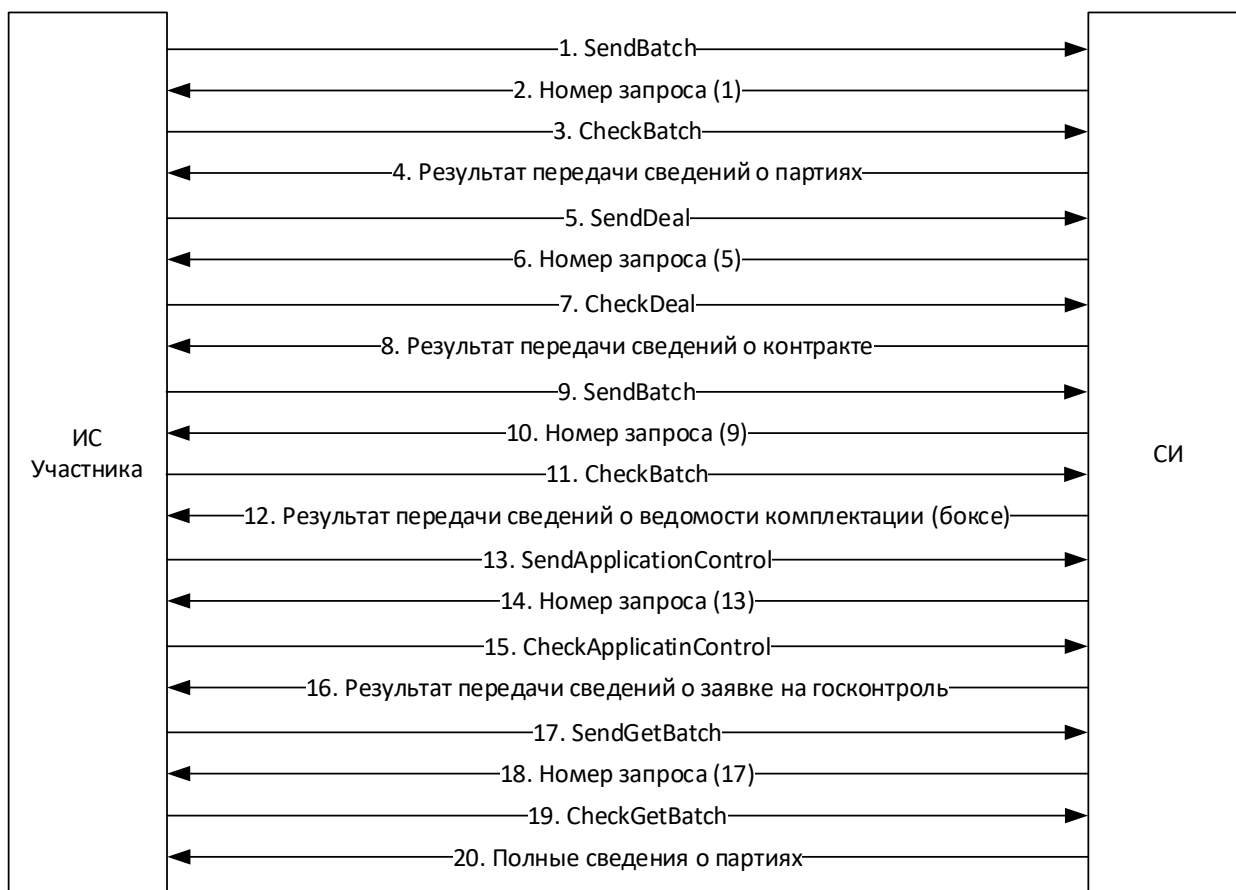 1. SendBatch
2. Номер запроса (1)
3. CheckBatch
4. Результат передачи сведений о партиях
5. SendDeal
6. Номер запроса (5)
7. CheckDeal
8. Результат передачи сведений о контракте
9. SendBatch
10. Номер запроса (9)
ИС
Участника
СИ
11. CheckBatch
12. Результат передачи сведений о ведомости комплектации (боксе)
13. SendApplicationControl
14. Номер запроса (13)
15. CheckApplicatinControl
16. Результат передачи сведений о заявке на госконтроль
17. SendGetBatch
18. Номер запроса (17)
19. CheckGetBatch
20. Полные сведения о партиях